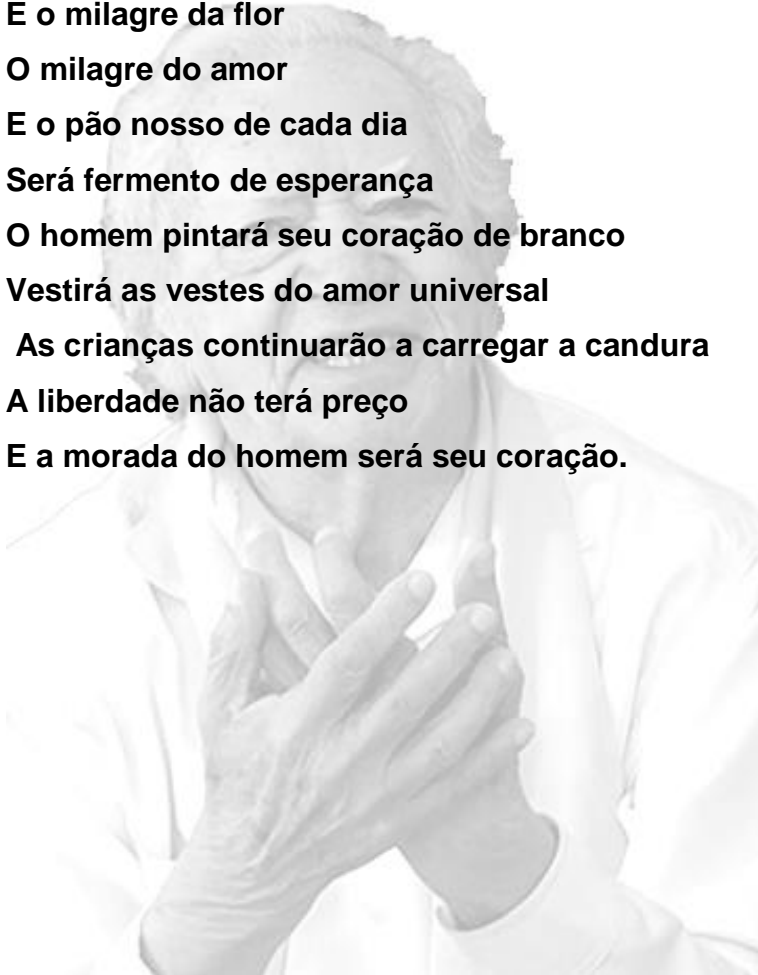 E o milagre da flor
O milagre do amor
E o pão nosso de cada dia
Será fermento de esperança
O homem pintará seu coração de branco
Vestirá as vestes do amor universal
As crianças continuarão a carregar a candura
A liberdade não terá preço
E a morada do homem será seu coração.